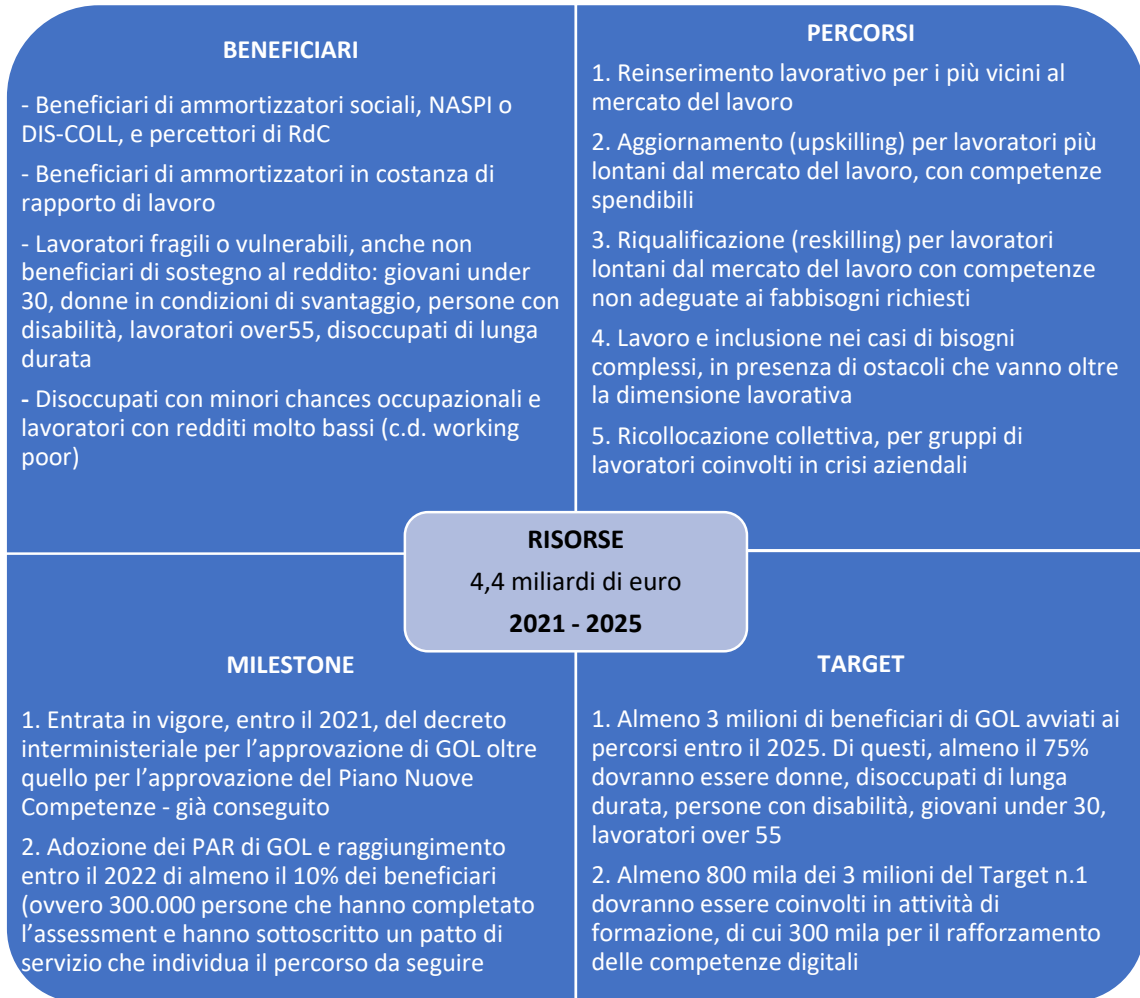 BENEFICIARI
- Beneficiari di ammortizzatori sociali, NASPI o
DIS-COLL, e percettori di RdC
- Beneficiari di ammortizzatori in costanza di
rapporto di lavoro
- Lavoratori fragili o vulnerabili, anche non
beneficiari di sostegno al reddito: giovani under
30, donne in condizioni di svantaggio, persone con
disabilità, lavoratori over55, disoccupati di lunga
durata
- Disoccupati con minori chances occupazionali e
lavoratori con redditi molto bassi (c.d. working
poor)
PERCORSI
1. Reinserimento lavorativo per i più vicini al
mercato del lavoro
2. Aggiornamento (upskilling) per lavoratori più
lontani dal mercato del lavoro, con competenze
spendibili
3. Riqualificazione (reskilling) per lavoratori
lontani dal mercato del lavoro con competenze
non adeguate ai fabbisogni richiesti
4. Lavoro e inclusione nei casi di bisogni
complessi, in presenza di ostacoli che vanno oltre
la dimensione lavorativa
5. Ricollocazione collettiva, per gruppi di
lavoratori coinvolti in crisi aziendali
RISORSE
4,4 miliardi di euro
2021 - 2025
MILESTONE
1. Entrata in vigore, entro il 2021, del decreto
interministeriale per l'approvazione di GOL oltre
quello per l'approvazione del Piano Nuove
Competenze - già conseguito
2. Adozione dei PAR di GOL e raggiungimento
entro il 2022 di almeno il 10% dei beneficiari
(ovvero 300.000 persone che hanno completato
l'assessment e hanno sottoscritto un patto di
servizio che individua il percorso da seguire
TARGET
1. Almeno 3 milioni di beneficiari di GOL avviati ai
percorsi entro il 2025. Di questi, almeno il 75%
dovranno essere donne, disoccupati di lunga
durata, persone con disabilità, giovani under 30,
lavoratori over 55
2. Almeno 800 mila dei 3 milioni del Target n.1
dovranno essere coinvolti in attività di
formazione, di cui 300 mila per il rafforzamento
delle competenze digitali